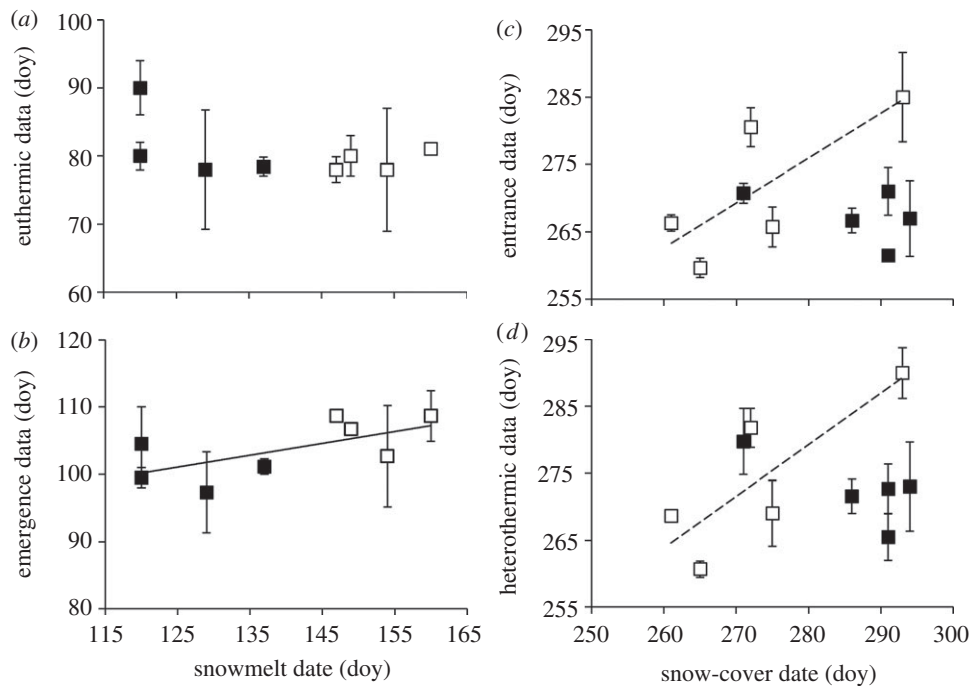 (a)
100
90
80
70
60
euthermic data (doy)
(b)
120
110
100
90
80
emergence data (doy)
115 125 135 145 155 165
snowmelt date (doy)
(c)
295
285
275
265
255
entrance data (doy)
(d)
295
285
275
265
255
heterothermic data (doy)
250 260 270 280 290 300
snow-cover date (doy)